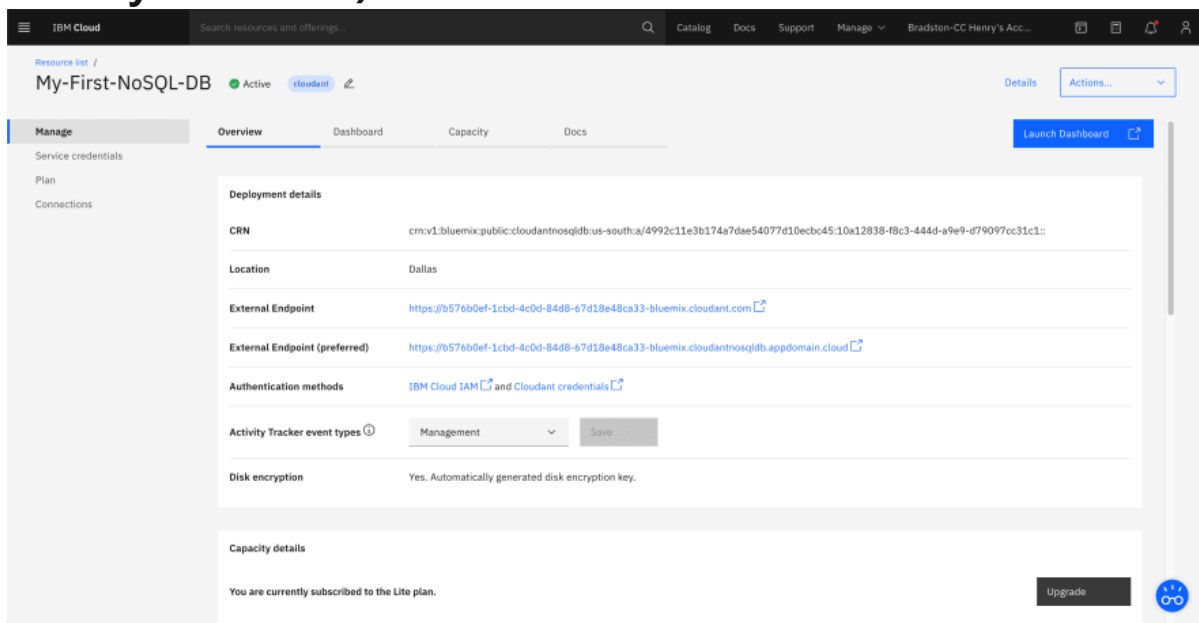 IBM Cloud
Search resources and offerings...
Catalog
Docs
Support
Manage
Bradston-CC Henry's Acc...
Resource list /
My-First-NoSQL-DB
Active
cloudant
Details
Actions...
Manage
Service credentials
Plan
Connections
Overview
Dashboard
Capacity
Docs
Launch Dashboard
Deployment details
CRN
crn:v1:bluemix:public:cloudantnosqldb:us-south:a/4992c11e3b174a7dae54077d10ecbc45:10a12838-f8c3-444d-a9e9-d79097cc31c1::
Location
Dallas
External Endpoint
https://b576b0ef-1cbd-4c0d-84d8-67d18e48ca33-bluemix.cloudant.com
External Endpoint (preferred)
https://b576b0ef-1cbd-4c0d-84d8-67d18e48ca33-bluemix.cloudantnosqldb.appdomain.cloud
Authentication methods
IBM Cloud IAM and Cloudant credentials
Activity Tracker event types
Management
Save
Disk encryption
Yes. Automatically generated disk encryption key.
Capacity details
You are currently subscribed to the Lite plan.
Upgrade